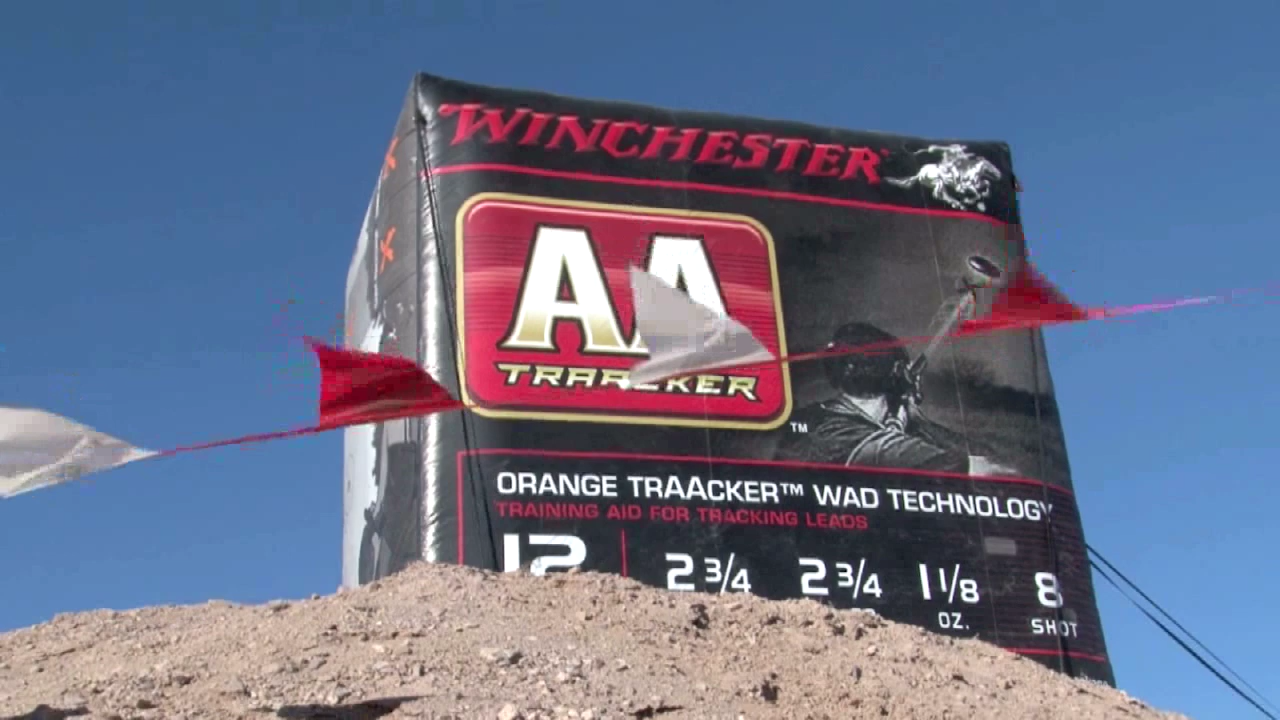 WINCHESTER
AA
TRAACKER
™
ORANGE TRAACKER™ WAD TECHNOLOGY
TRAINING AID FOR TRACKING LEADS
12 2 3/4 2 3/4 1 1/8 8
OZ. SHOT